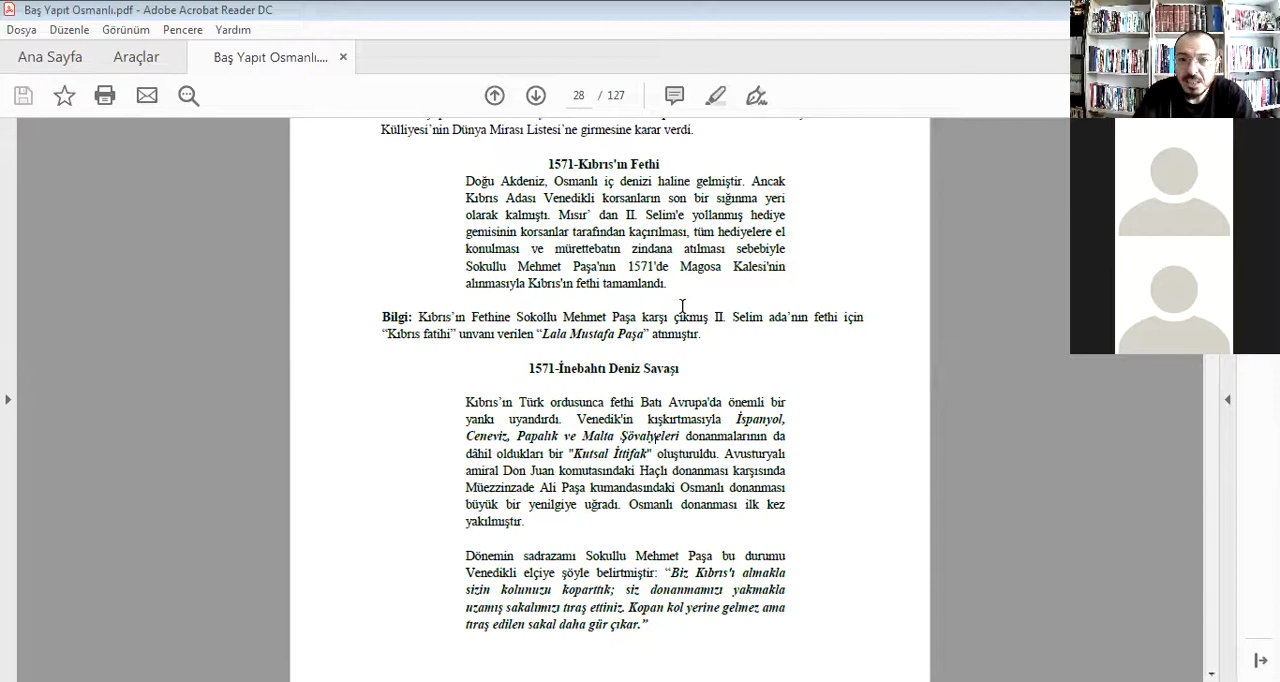 Baş Yapıt Osmanlı.pdf - Adobe Acrobat Reader DC
Dosya Düzenle Görünüm Pencere Yardım
Ana Sayfa Araçlar Baş Yapıt Osmanlı.... ×
28 / 127
Külliyesi’nin Dünya Mirası Listesi’ne girmesine karar verdi.
1571-Kıbrıs'ın Fethi
Doğu Akdeniz, Osmanlı iç denizi haline gelmiştir. Ancak
Kıbrıs Adası Venedikli korsanların son bir sığınma yeri
olarak kalmıştı. Mısır’ dan II. Selim'e yollanmış hediye
gemisinin korsanlar tarafından kaçırılması, tüm hediyelere el
konulması ve mürettebatın zindana atılması sebebiyle
Sokullu Mehmet Paşa'nın 1571'de Magosa Kalesi'nin
alınmasıyla Kıbrıs'ın fethi tamamlandı.
Bilgi: Kıbrıs’ın Fethine Sokollu Mehmet Paşa karşı çıkmış II. Selim ada’nın fethi için
“Kıbrıs fatihi” unvanı verilen “Lala Mustafa Paşa” atanmıştır.
1571-İnebahtı Deniz Savaşı
Kıbrıs’ın Türk ordusunca fethi Batı Avrupa'da önemli bir
yankı uyandırdı. Venedik'in kışkırtmasıyla İspanyol,
Ceneviz, Papalık ve Malta Şövalyeleri donanmalarının da
dâhil oldukları bir "Kutsal İttifak" oluşturuldu. Avusturyalı
amiral Don Juan komutasındaki Haçlı donanması karşısında
Müezzinzade Ali Paşa kumandasındaki Osmanlı donanması
büyük bir yenilgiye uğradı. Osmanlı donanması ilk kez
yakılmıştır.
Dönemin sadrazamı Sokullu Mehmet Paşa bu durumu
Venedikli elçiye şöyle belirtmiştir: “Biz Kıbrıs'ı almakla
sizin kolunuzu koparttık; siz donanmamızı yakmakla
uzamış sakalımızı tıraş ettiniz. Kopan kol yerine gelmez ama
tıraş edilen sakal daha gür çıkar.”